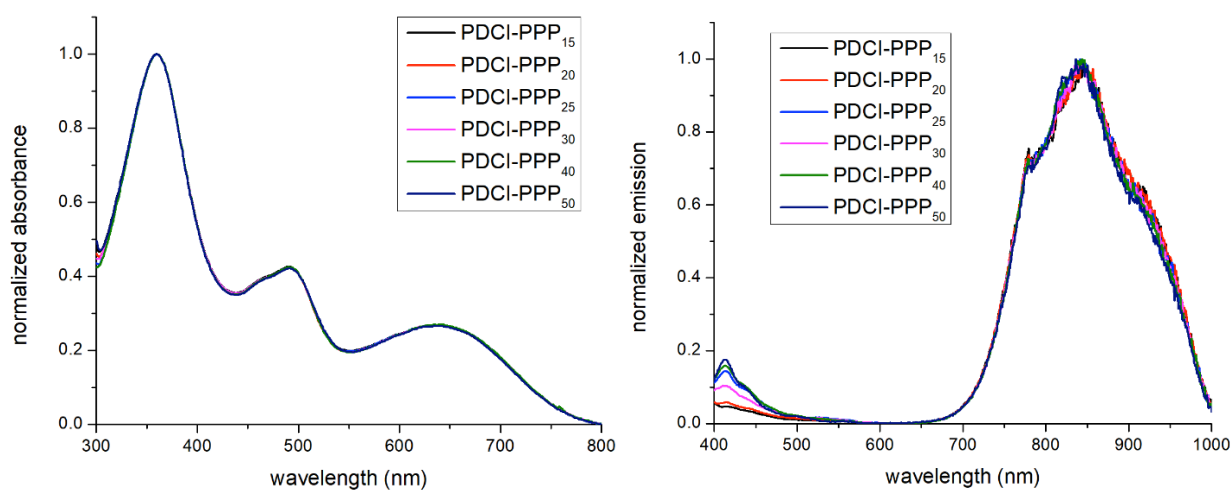 PDCI-PPP15
PDCI-PPP20
PDCI-PPP25
PDCI-PPP30
PDCI-PPP40
PDCI-PPP50
normalized absorbance
1.0
0.8
0.6
0.4
0.2
0.0
300 400 500 600 700 800
wavelength (nm)
PDCI-PPP15
PDCI-PPP20
PDCI-PPP25
PDCI-PPP30
PDCI-PPP40
PDCI-PPP50
normalized emission
1.0
0.8
0.6
0.4
0.2
0.0
400 500 600 700 800 900 1000
wavelength (nm)